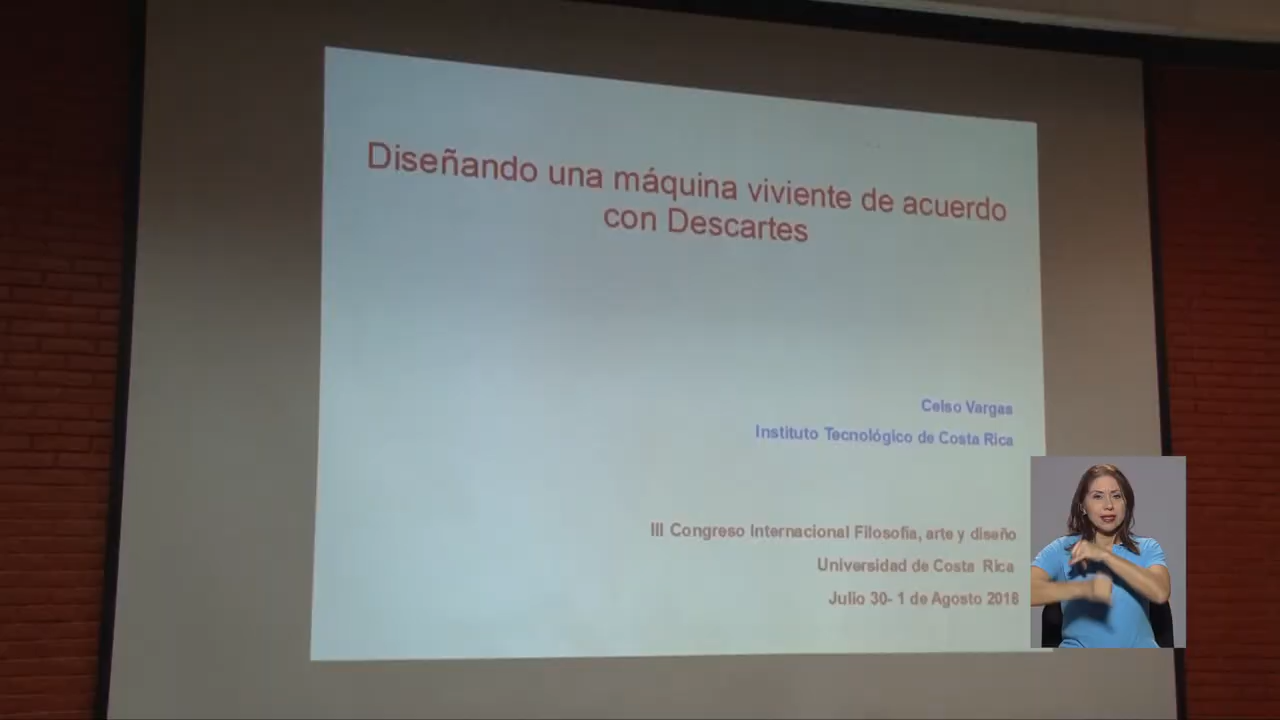 Diseñando una máquina viviente de acuerdo
con Descartes
Celso Vargas
Instituto Tecnológico de Costa Rica
III Congreso Internacional Filosofía, arte y diseño
Universidad de Costa Rica
Julio 30- 1 de Agosto 2018